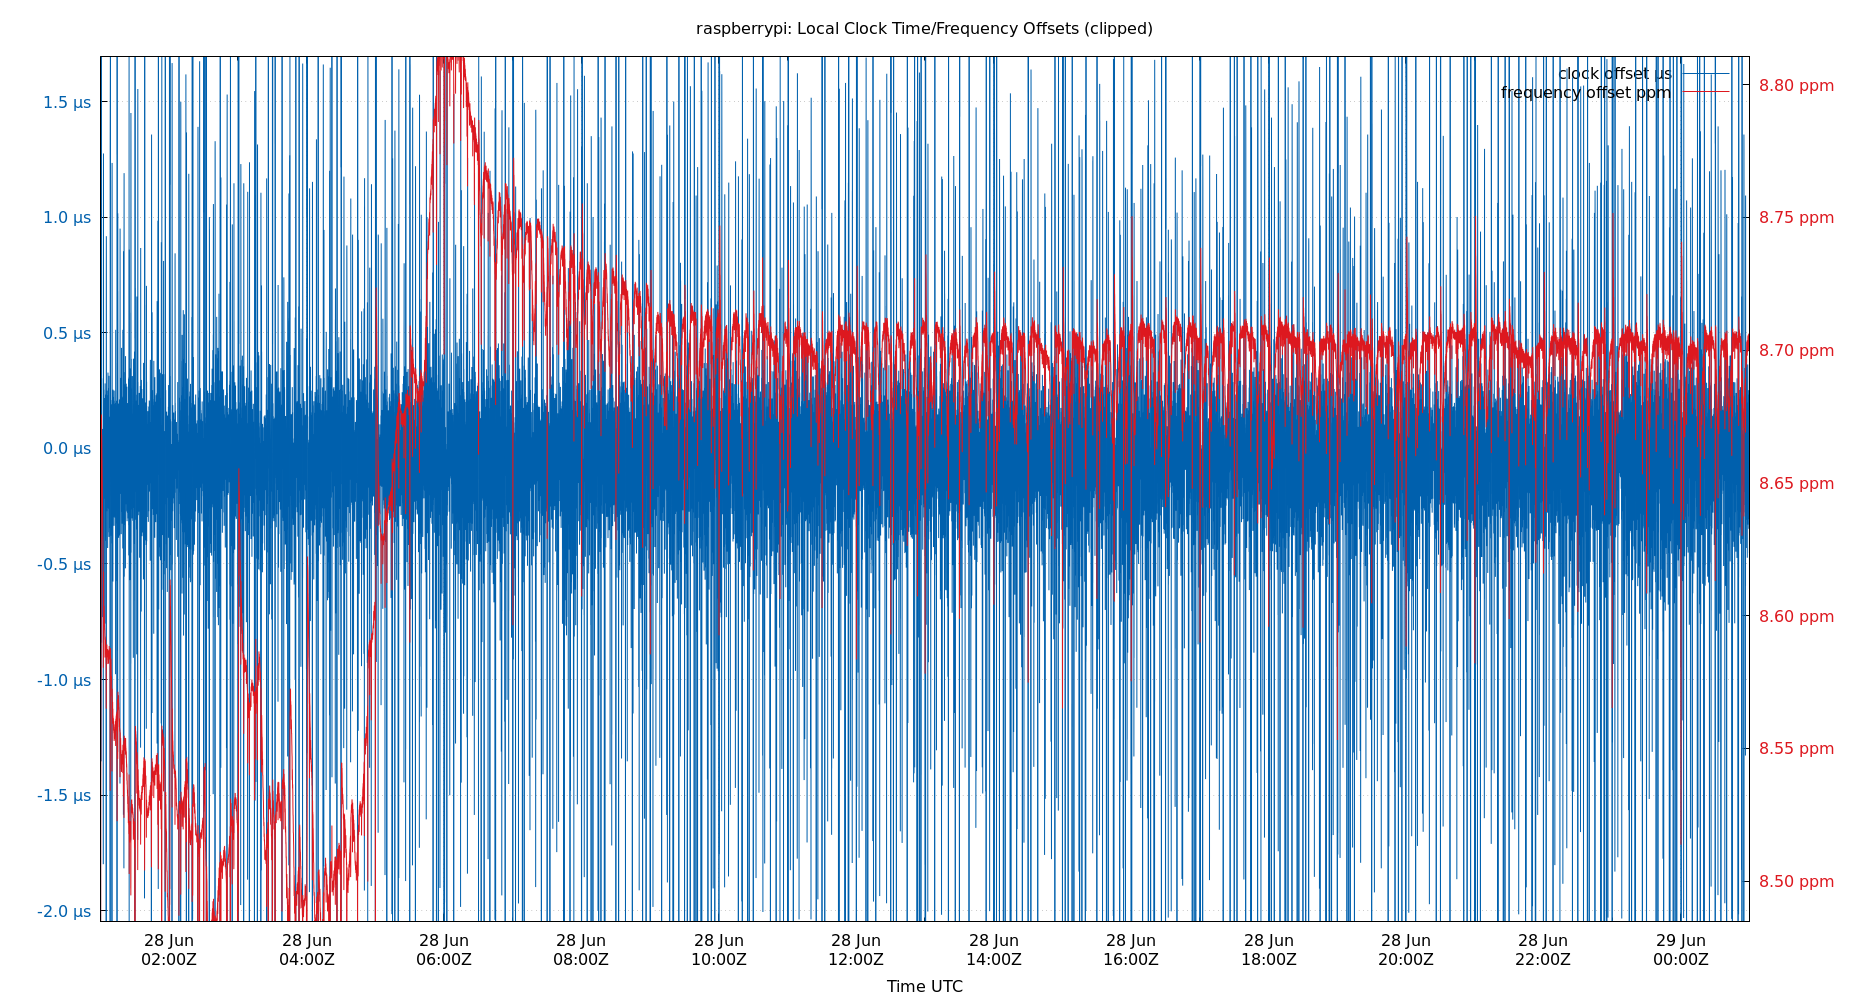 raspberrypi: Local Clock Time/Frequency Offsets (clipped)
clock offset µs
frequency offset ppm
1.5 µs
1.0 µs
0.5 µs
0.0 µs
-0.5 µs
-1.0 µs
-1.5 µs
-2.0 µs
8.80 ppm
8.75 ppm
8.70 ppm
8.65 ppm
8.60 ppm
8.55 ppm
8.50 ppm
28 Jun 28 Jun 28 Jun 28 Jun 28 Jun 28 Jun 28 Jun 28 Jun 28 Jun 28 Jun 28 Jun 29 Jun
02:00Z 04:00Z 06:00Z 08:00Z 10:00Z 12:00Z 14:00Z 16:00Z 18:00Z 20:00Z 22:00Z 00:00Z
Time UTC